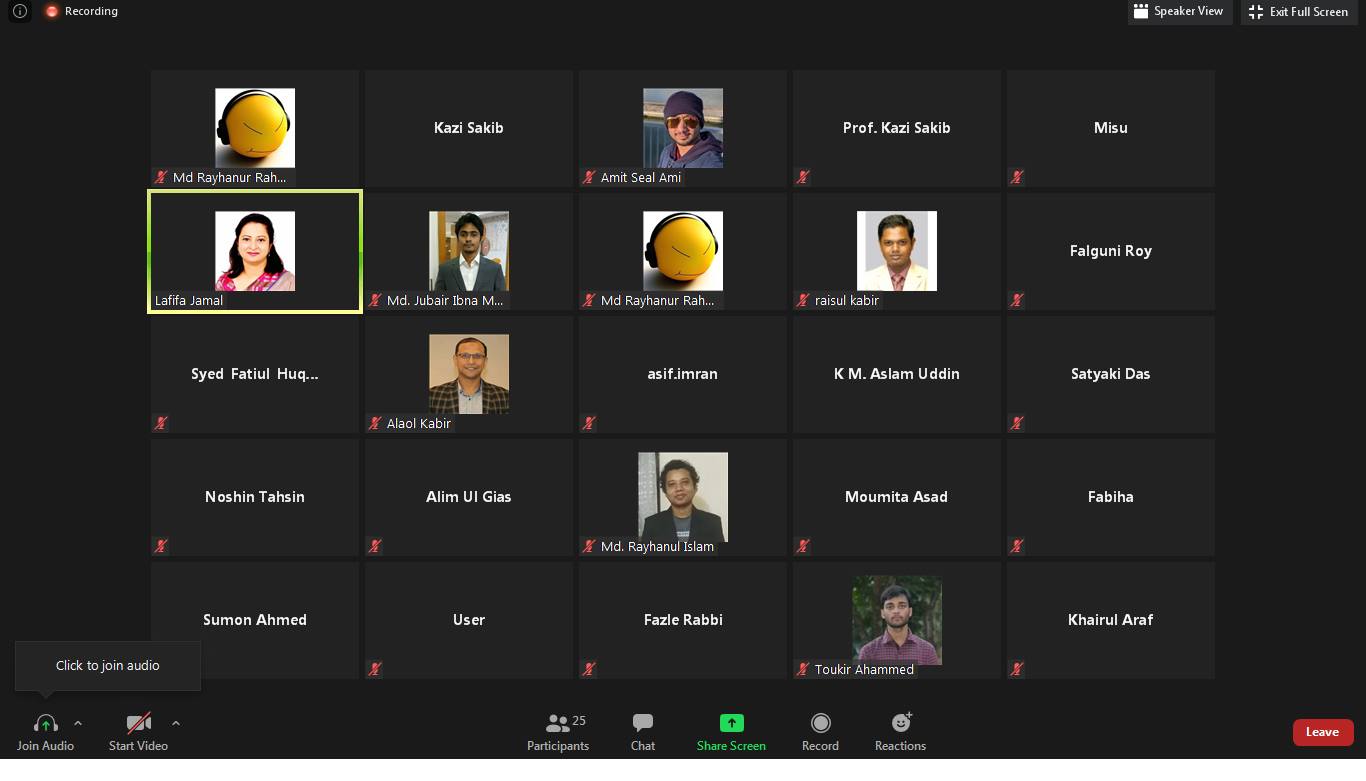 Recording
Speaker View
Exit Full Screen
Md Rayhanur Rah...
Kazi Sakib
Amit Seal Ami
Prof. Kazi Sakib
Misu
Lafifa Jamal
Md. Jubair Ibna M...
Md Rayhanur Rah...
raisul kabir
Falguni Roy
Syed Fatiul Huq...
Alaol Kabir
asif.imran
K M. Aslam Uddin
Satyaki Das
Noshin Tahsin
Alim Ul Gias
Md. Rayhanul Islam
Moumita Asad
Fabiha
Sumon Ahmed
User
Fazle Rabbi
Toukir Ahammed
Khairul Araf
Click to join audio
Join Audio
Start Video
25
Participants
Chat
Share Screen
Record
Reactions
Leave